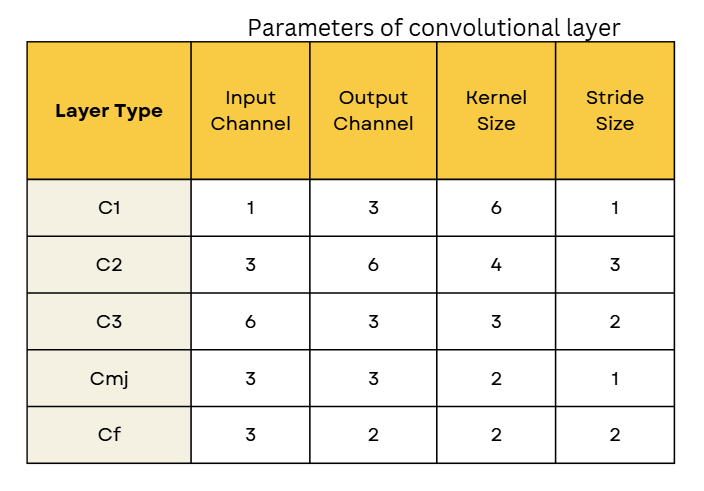 Parameters of convolutional layer
Layer Type Input Channel Output Channel Kernel Size Stride Size
C1 1 3 6 1
C2 3 6 4 3
C3 6 3 3 2
Cmj 3 3 2 1
Cf 3 2 2 2